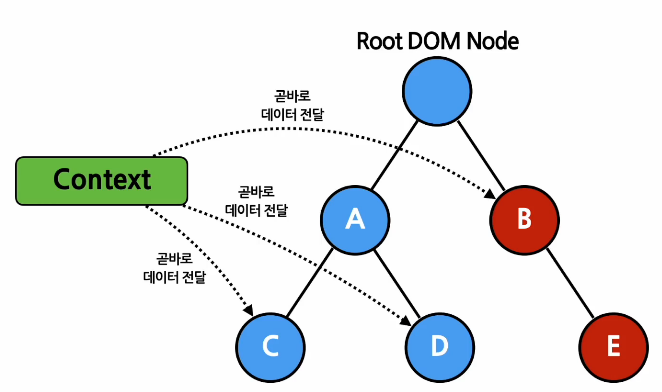 Root DOM Node
곧바로
데이터 전달
Context
곧바로
데이터 전달
A
B
곧바로
데이터 전달
C
D
E